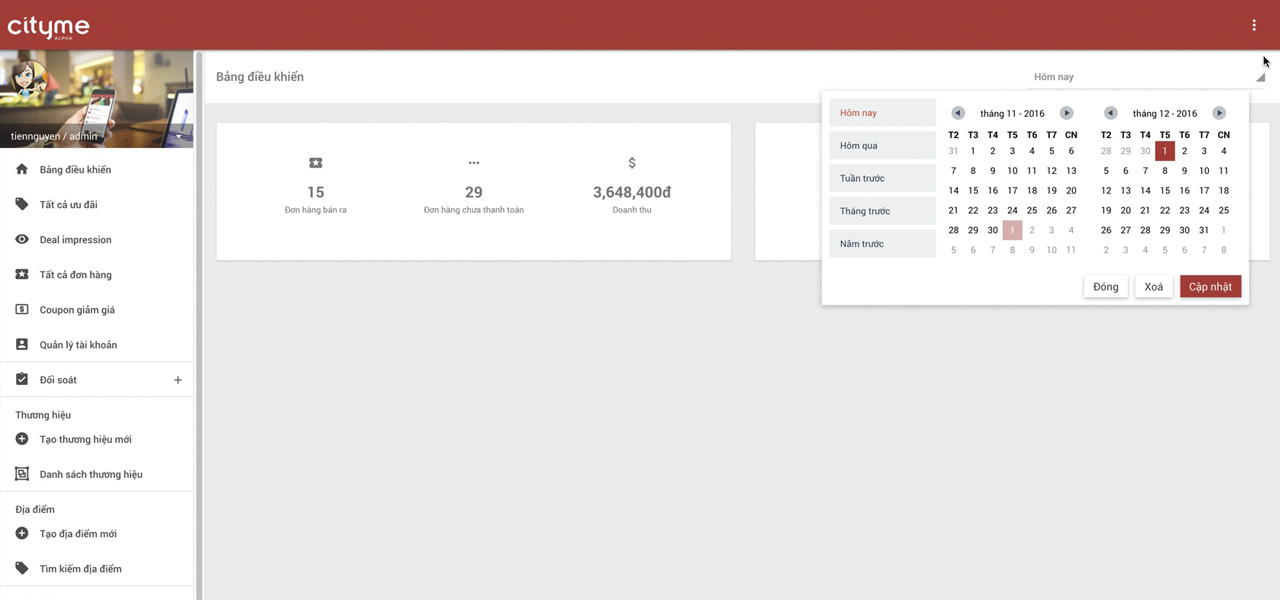 cityme
ALPHA
tiennguyen / admin
Bảng điều khiển
Tất cả ưu đãi
Deal impression
Tất cả đơn hàng
Coupon giảm giá
Quản lý tài khoản
Đối soát
Thương hiệu
Tạo thương hiệu mới
Danh sách thương hiệu
Địa điểm
Tạo địa điểm mới
Tìm kiếm địa điểm
Bảng điều khiển
Hôm nay
15
Đơn hàng bán ra
29
Đơn hàng chưa thanh toán
$
3,648,400đ
Doanh thu
Hôm nay
Hôm qua
Tuần trước
Tháng trước
Năm trước
tháng 11 - 2016
T2 T3 T4 T5 T6 T7 CN
31 1 2 3 4 5 6
7 8 9 10 11 12 13
14 15 16 17 18 19 20
21 22 23 24 25 26 27
28 29 30 1 2 3 4
5 6 7 8 9 10 11
tháng 12 - 2016
T2 T3 T4 T5 T6 T7 CN
28 29 30 1 2 3 4
5 6 7 8 9 10 11
12 13 14 15 16 17 18
19 20 21 22 23 24 25
26 27 28 29 30 31 1
2 3 4 5 6 7 8
Đóng
Xoá
Cập nhật